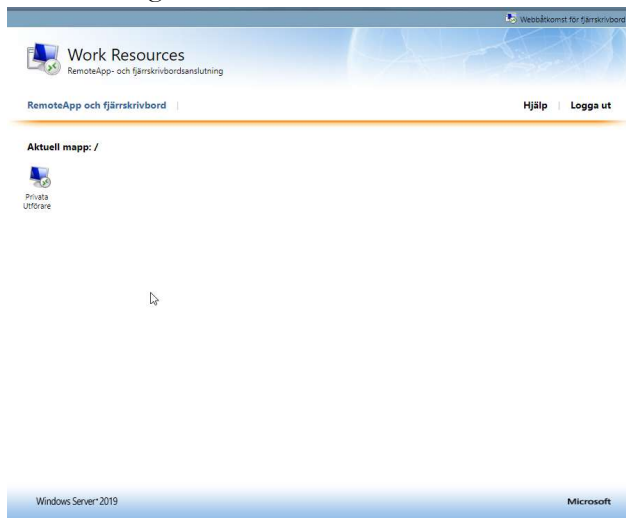 Webbåtkomst för fjärrskrivbord
Work Resources
RemoteApp- och fjärrskrivbordsanslutning
RemoteApp och fjärrskrivbord
Hjälp
Logga ut
Aktuell mapp: /
Privata
Utförare
Windows Server 2019
Microsoft